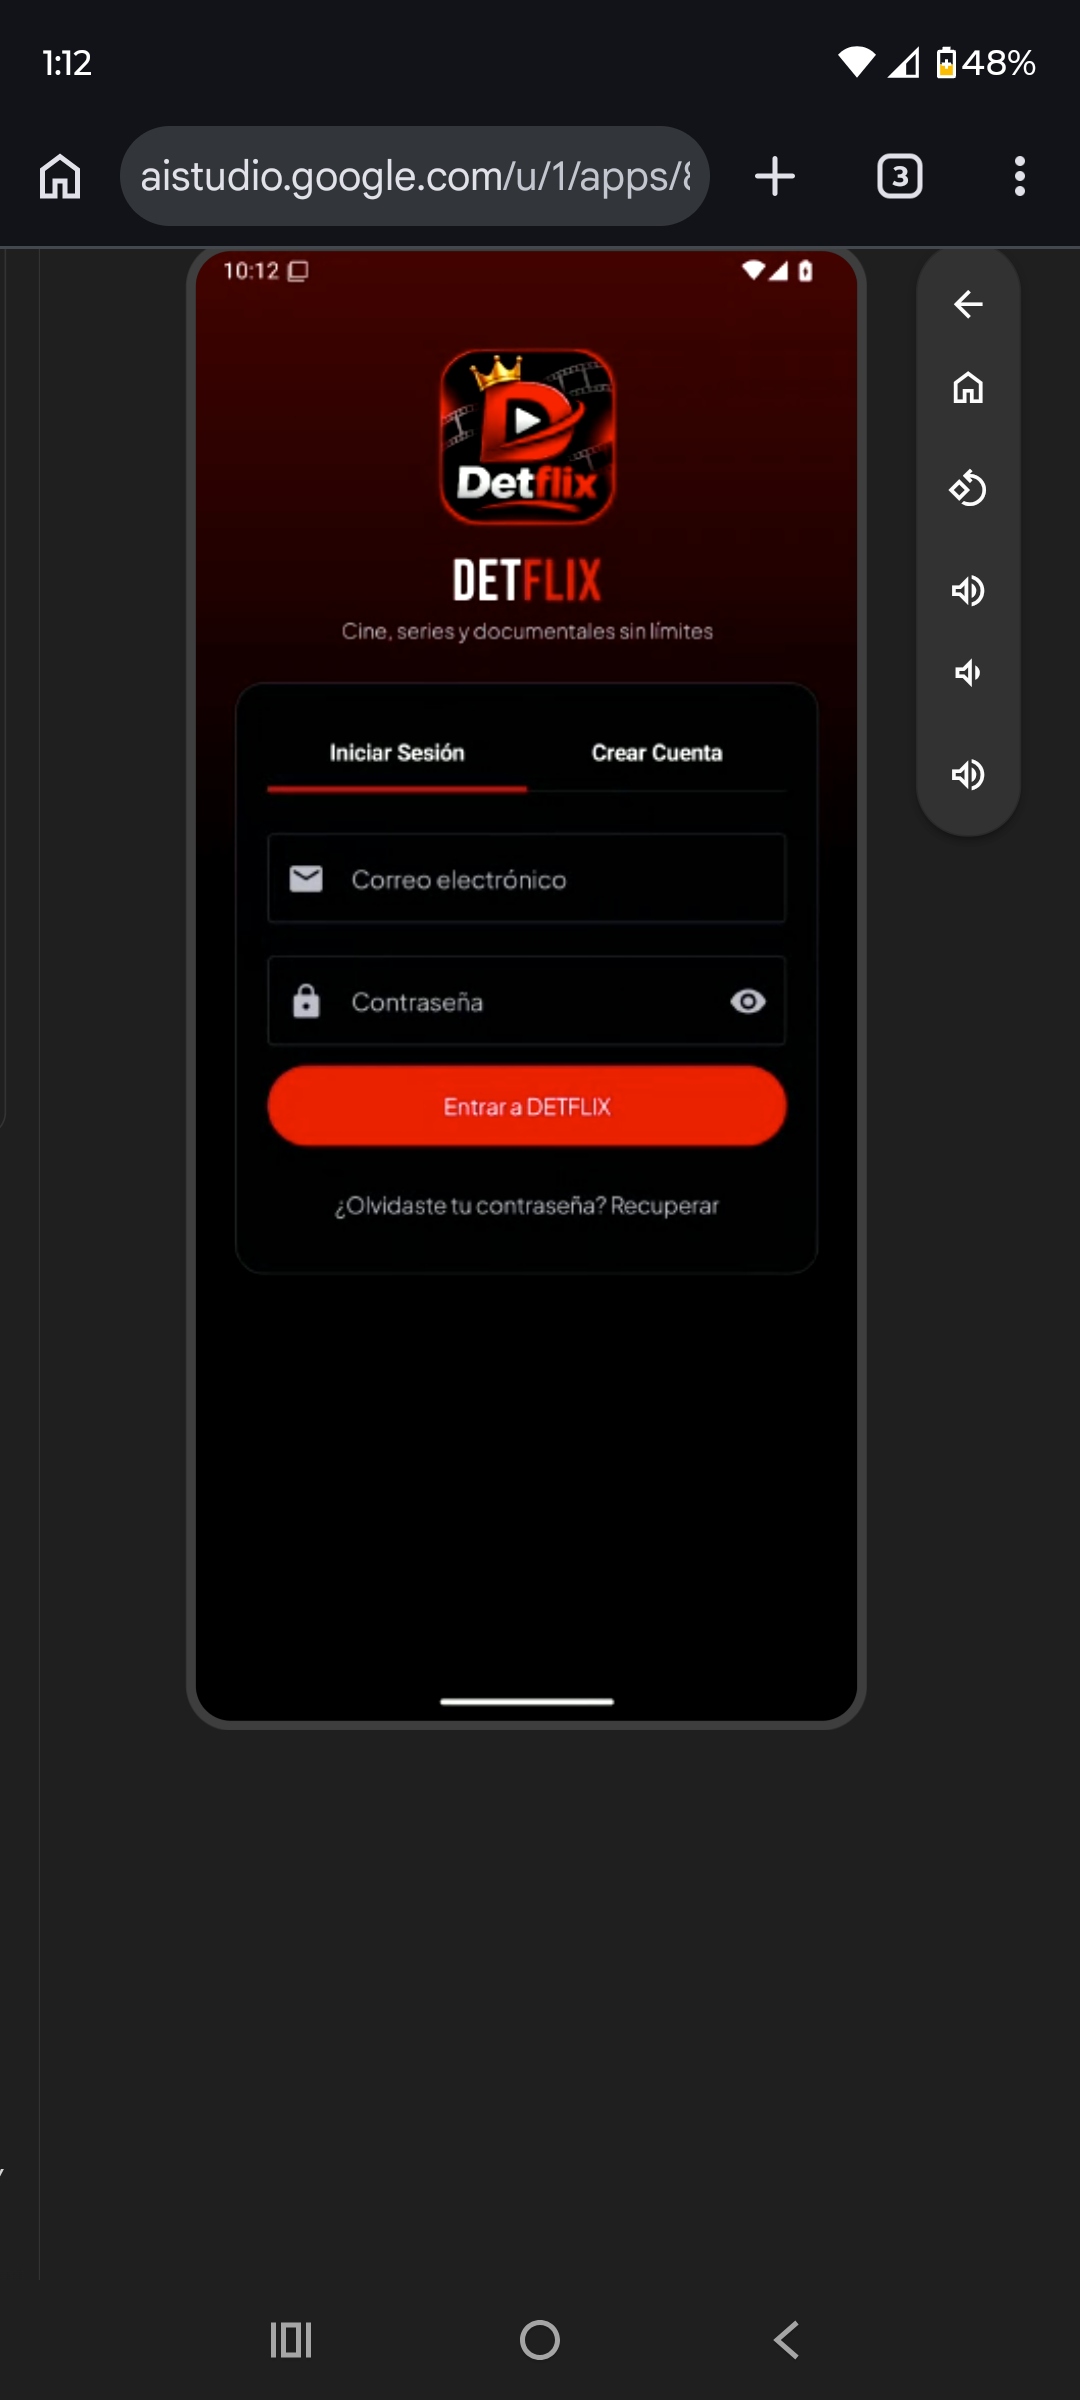 1:12
48%
aistudio.google.com/u/1/apps/
3
10:12
Detflix
DETFLIX
Cine, series y documentales sin límites
Iniciar Sesión
Crear Cuenta
Correo electrónico
Contraseña
Entrar a DETFLIX
¿Olvidaste tu contraseña? Recuperar